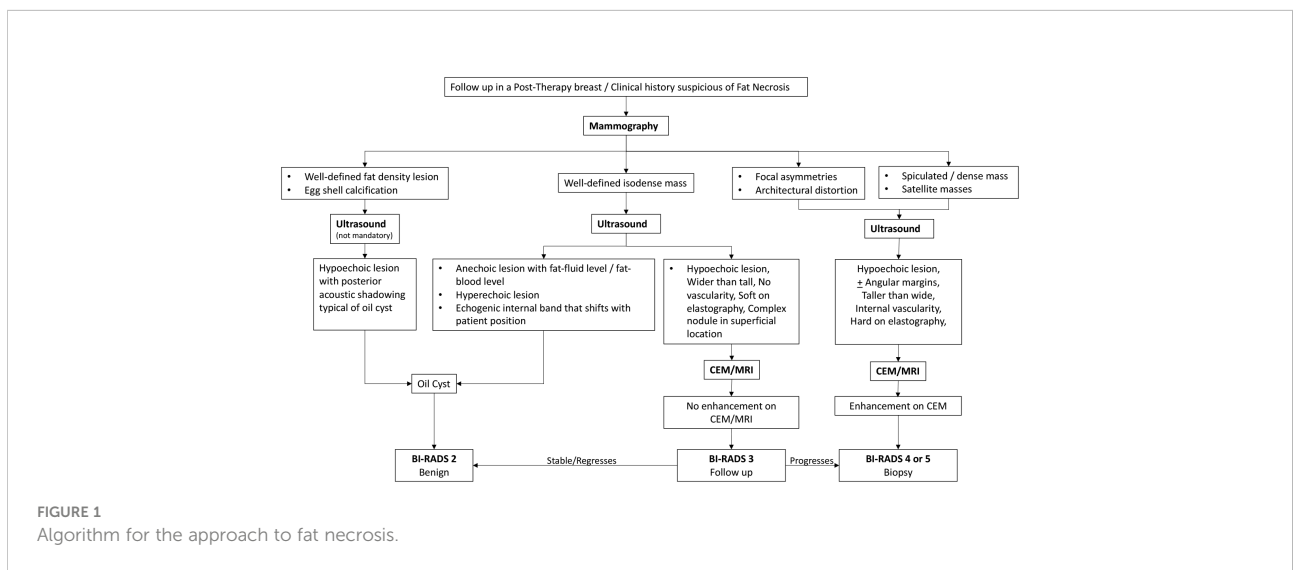 Follow up in a Post-Therapy breast / Clinical history suspicious of Fat Necrosis
Mammography
• Well-defined fat density lesion
• Egg shell calcification
Well-defined isodense mass
• Focal asymmetries
• Architectural distortion
• Spiculated / dense mass
• Satellite masses
Ultrasound
(not mandatory)
Ultrasound
Ultrasound
Hypoechoic lesion
with posterior
acoustic shadowing
typical of oil cyst
• Anechoic lesion with fat-fluid level / fat-
blood level
• Hyperechoic lesion
• Echogenic internal band that shifts with
patient position
• Hypoechoic lesion,
Wider than tall, No
vascularity, Soft on
elastography, Complex
nodule in superficial
location
Hypoechoic lesion,
± Angular margins,
Taller than wide,
Internal vascularity,
Hard on elastography,
CEM/MRI
CEM/MRI
Oil Cyst
No enhancement on
CEM/MRI
Enhancement on CEM
BI-RADS 2
Benign
Stable/Regresses
BI-RADS 3
Follow up
Progresses
BI-RADS 4 or 5
Biopsy
FIGURE 1
Algorithm for the approach to fat necrosis.